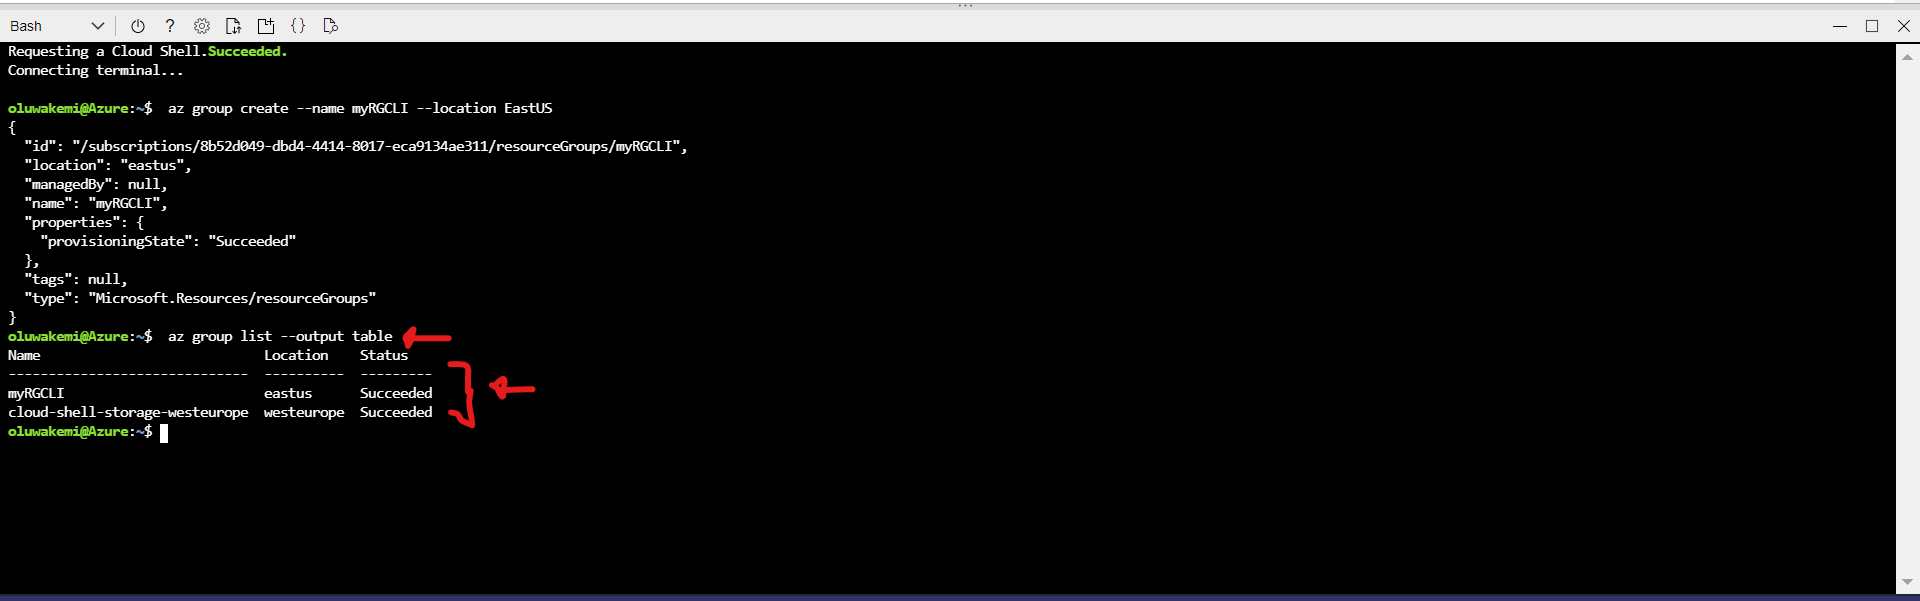 Bash
Requesting a Cloud Shell.Succeeded.
Connecting terminal...
oluwakemi@Azure:~$  az group create --name myRGCLI --location EastUS
{
  "id": "/subscriptions/8b52d049-dbd4-4414-8017-eca9134ae311/resourceGroups/myRGCLI",
  "location": "eastus",
  "managedBy": null,
  "name": "myRGCLI",
  "properties": {
    "provisioningState": "Succeeded"
  },
  "tags": null,
  "type": "Microsoft.Resources/resourceGroups"
}
oluwakemi@Azure:~$  az group list --output table
Name                            Location    Status
------------------------------  ----------  ---------
myRGCLI                         eastus      Succeeded
cloud-shell-storage-westeurope  westeurope  Succeeded
oluwakemi@Azure:~$